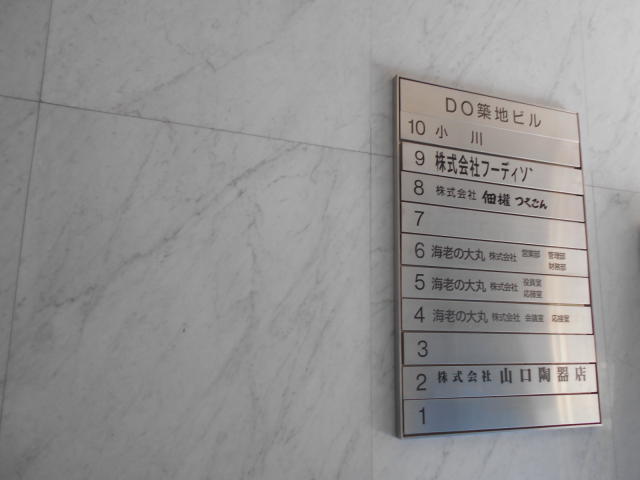 DO築地ビル
10 小川
9 株式会社フーディソン
8 株式会社 佃權 つくごん
7
6 海老の大丸 株式会社 営業部 管理部
財務部
5 海老の大丸 株式会社 役員室
応接室
4 海老の大丸 株式会社 会議室 応接室
3
2 株式会社 山口陶器店
1